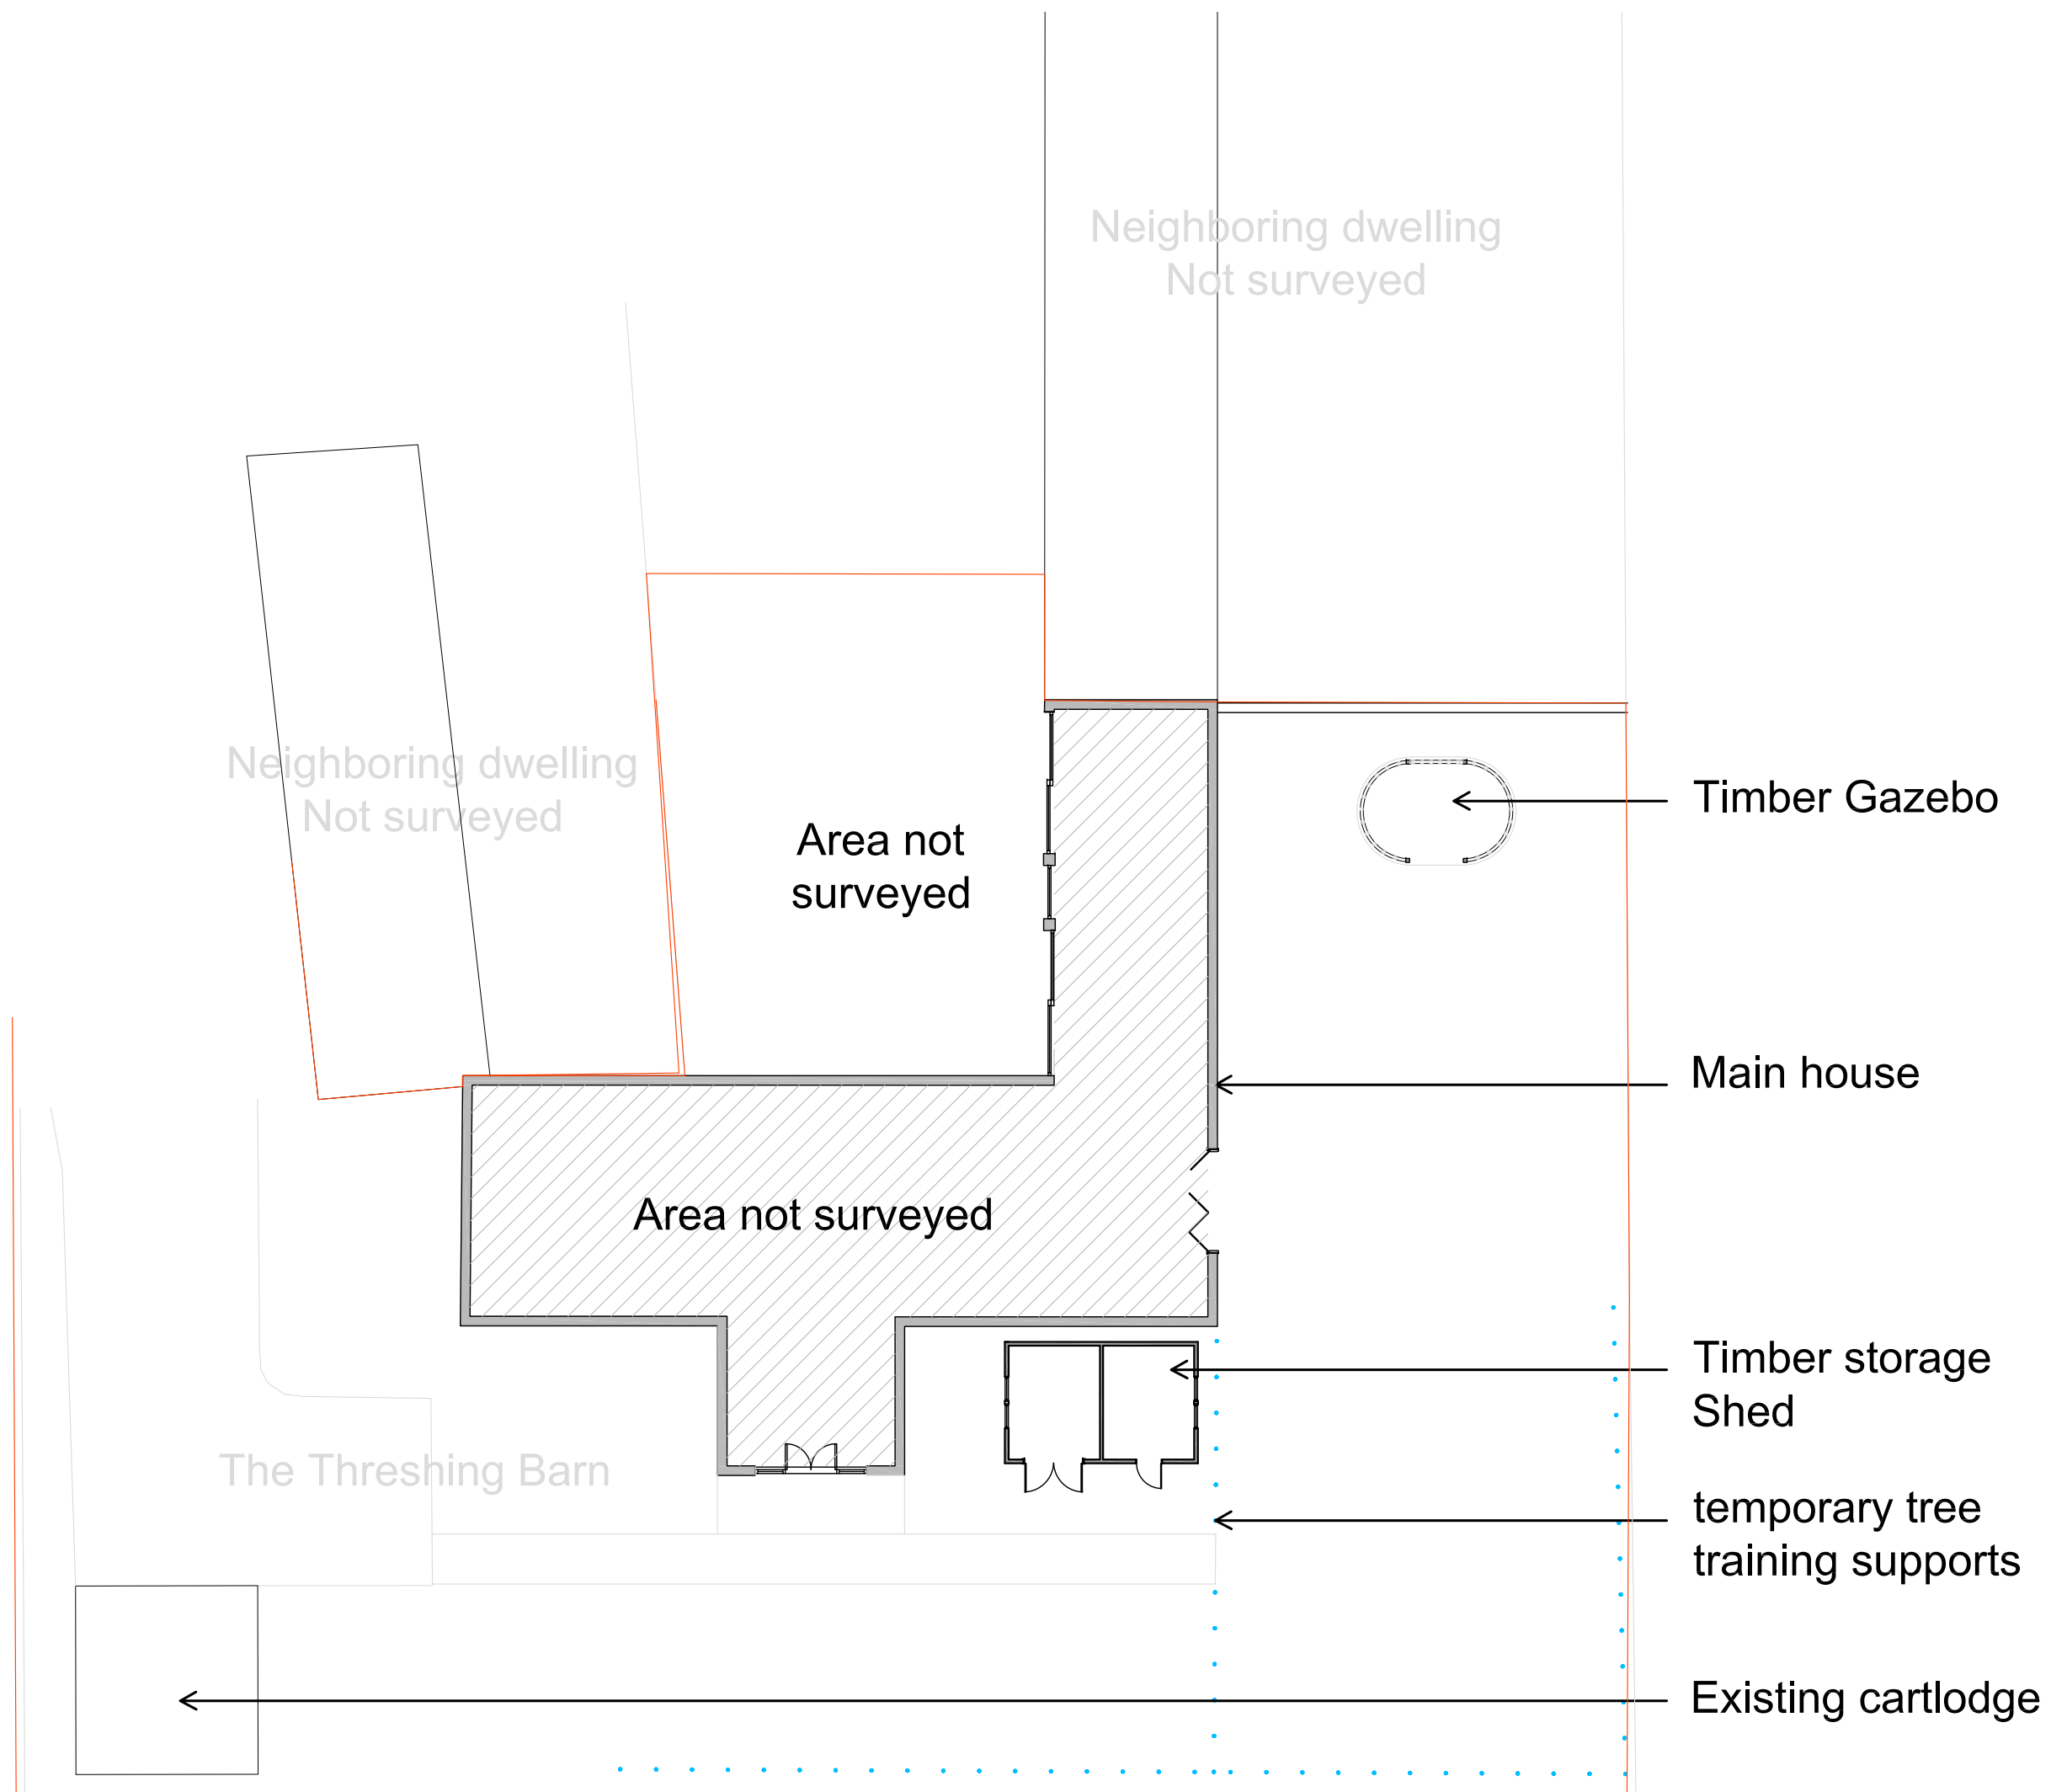 Neighboring dwelling
Not surveyed
Neighboring dwelling
Not surveyed
Area not
surveyed
Timber Gazebo
Main house
Area not surveyed
Timber storage
Shed
The Threshing Barn
temporary tree
training supports
Existing cartlodge